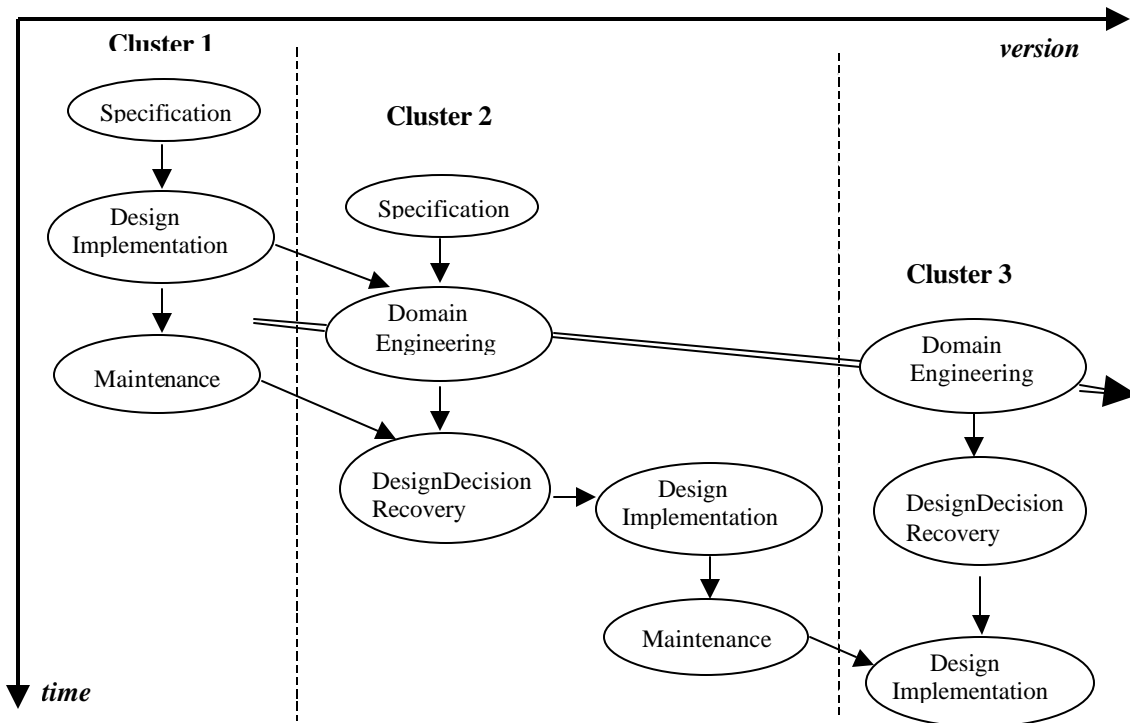 Cluster 1
version
Specification
Cluster 2
Design
Implementation
Specification
Cluster 3
Domain
Engineering
Domain
Engineering
Maintenance
DesignDecision
Recovery
Design
Implementation
DesignDecision
Recovery
Maintenance
Design
Implementation
time